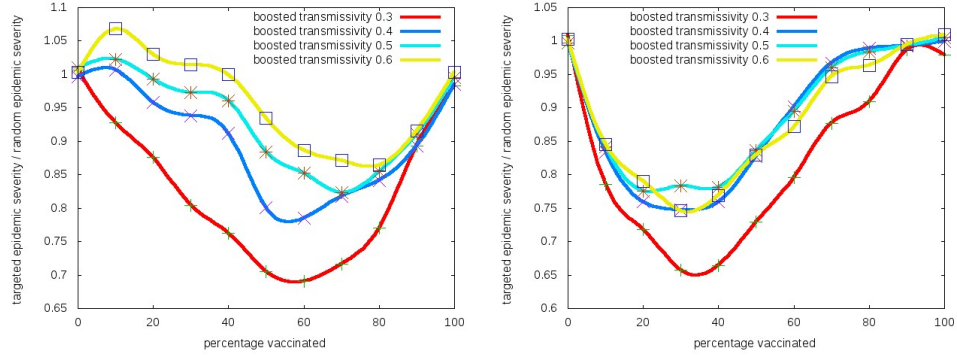 targeted epidemic severity / random epidemic severity
1.1
1.05
1
0.95
0.9
0.85
0.8
0.75
0.7
0.65
boosted transmissivity 0.3
boosted transmissivity 0.4
boosted transmissivity 0.5
boosted transmissivity 0.6
0 20 40 60 80 100
percentage vaccinated
targeted epidemic severity / random epidemic severity
1.05
1
0.95
0.9
0.85
0.8
0.75
0.7
0.65
0.6
boosted transmissivity 0.3
boosted transmissivity 0.4
boosted transmissivity 0.5
boosted transmissivity 0.6
0 20 40 60 80 100
percentage vaccinated